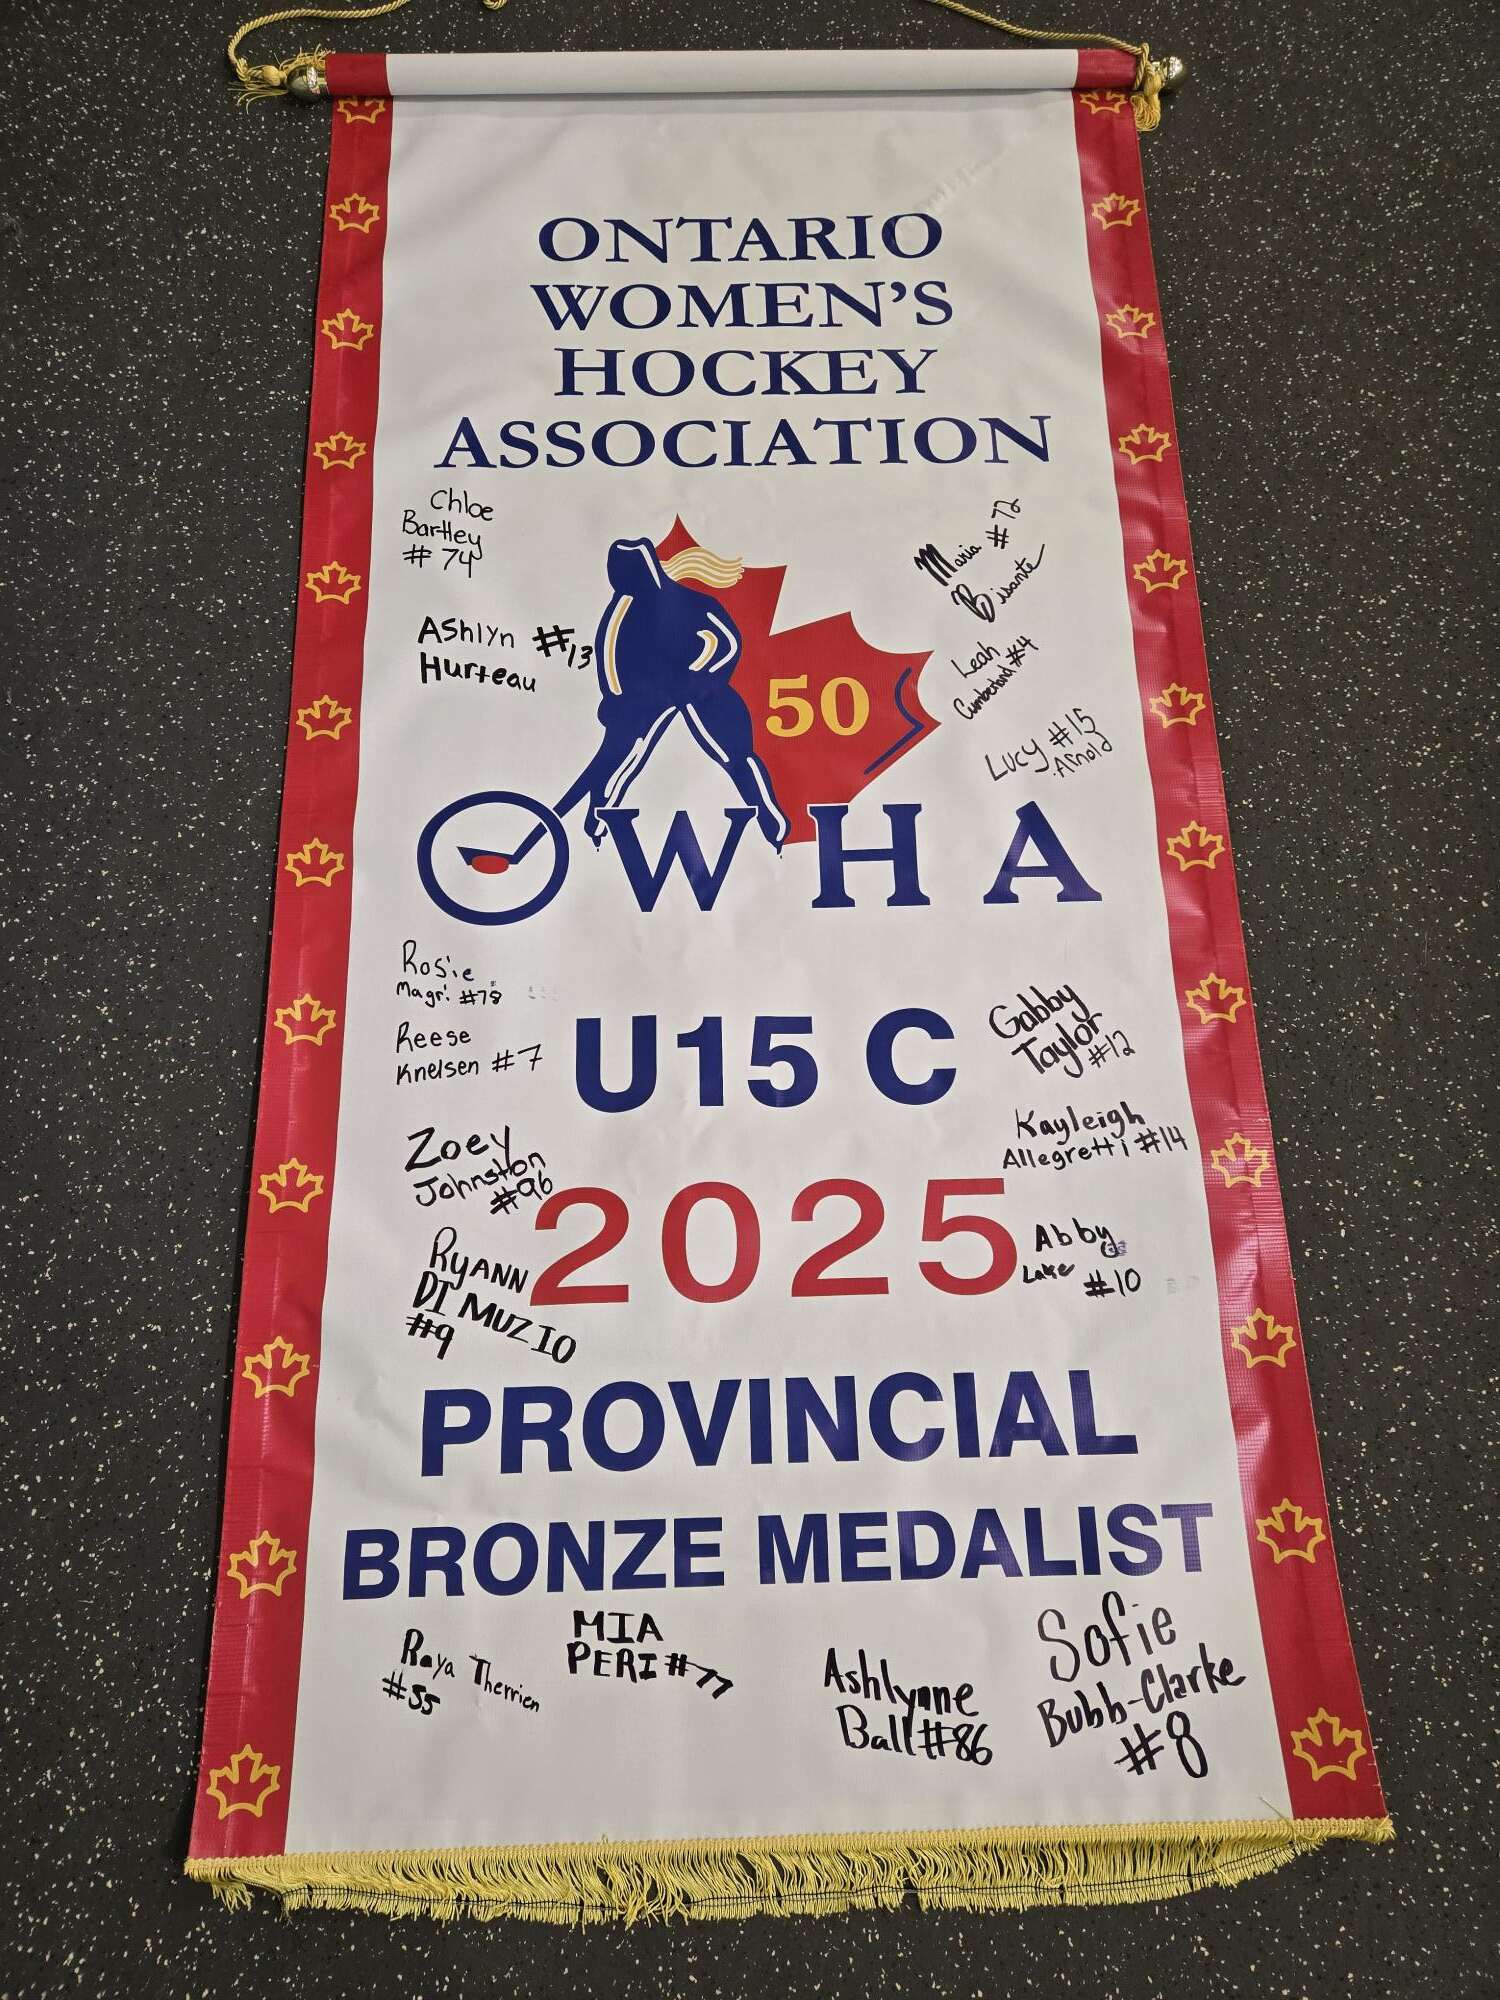 ONTARIO
WOMEN'S
HOCKEY
ASSOCIATION
Chloe
Bartley
# 74
Maria #72
Bisante
Ashlyn #13
Hurteau
Leah
Cumberland #4
50
Lucy #15
Arnold
OWHA
Rosie
Magri #78
Reese
Knelsen #7
U15 C
Gabby
Taylor
#12
Zoey
Johnston
#96
Kayleigh
Allegretti #14
2025
RYANN
DI MUZIO
#9
Abby
Lake
#10
PROVINCIAL
BRONZE MEDALIST
Raya Therrien
#55
MIA
PERI #77
Ashlynne
Ball #86
Sofie
Bubb-Clarke
#8